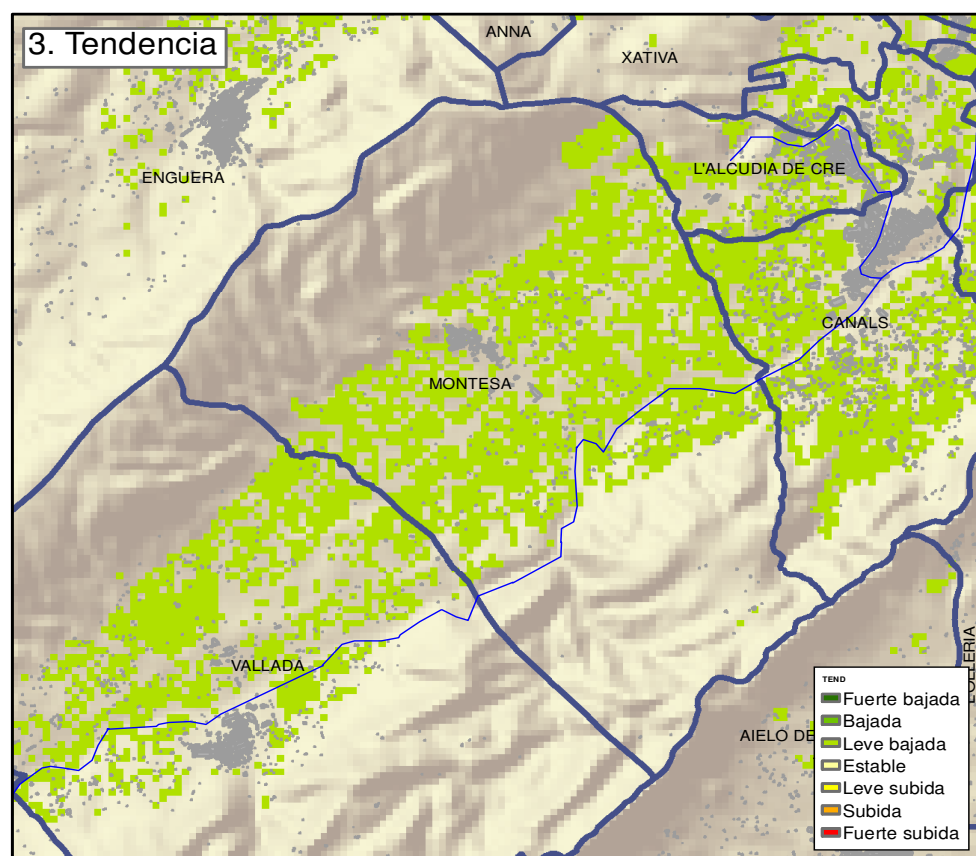 3. Tendencia
ANNA
XATIVA
ENGUERA
L'ALCUDIA DE CRE
CANALS
MONTESA
VALLADA
AIELO DE
TEND
Fuerte bajada
Bajada
Leve bajada
Estable
Leve subida
Subida
Fuerte subida